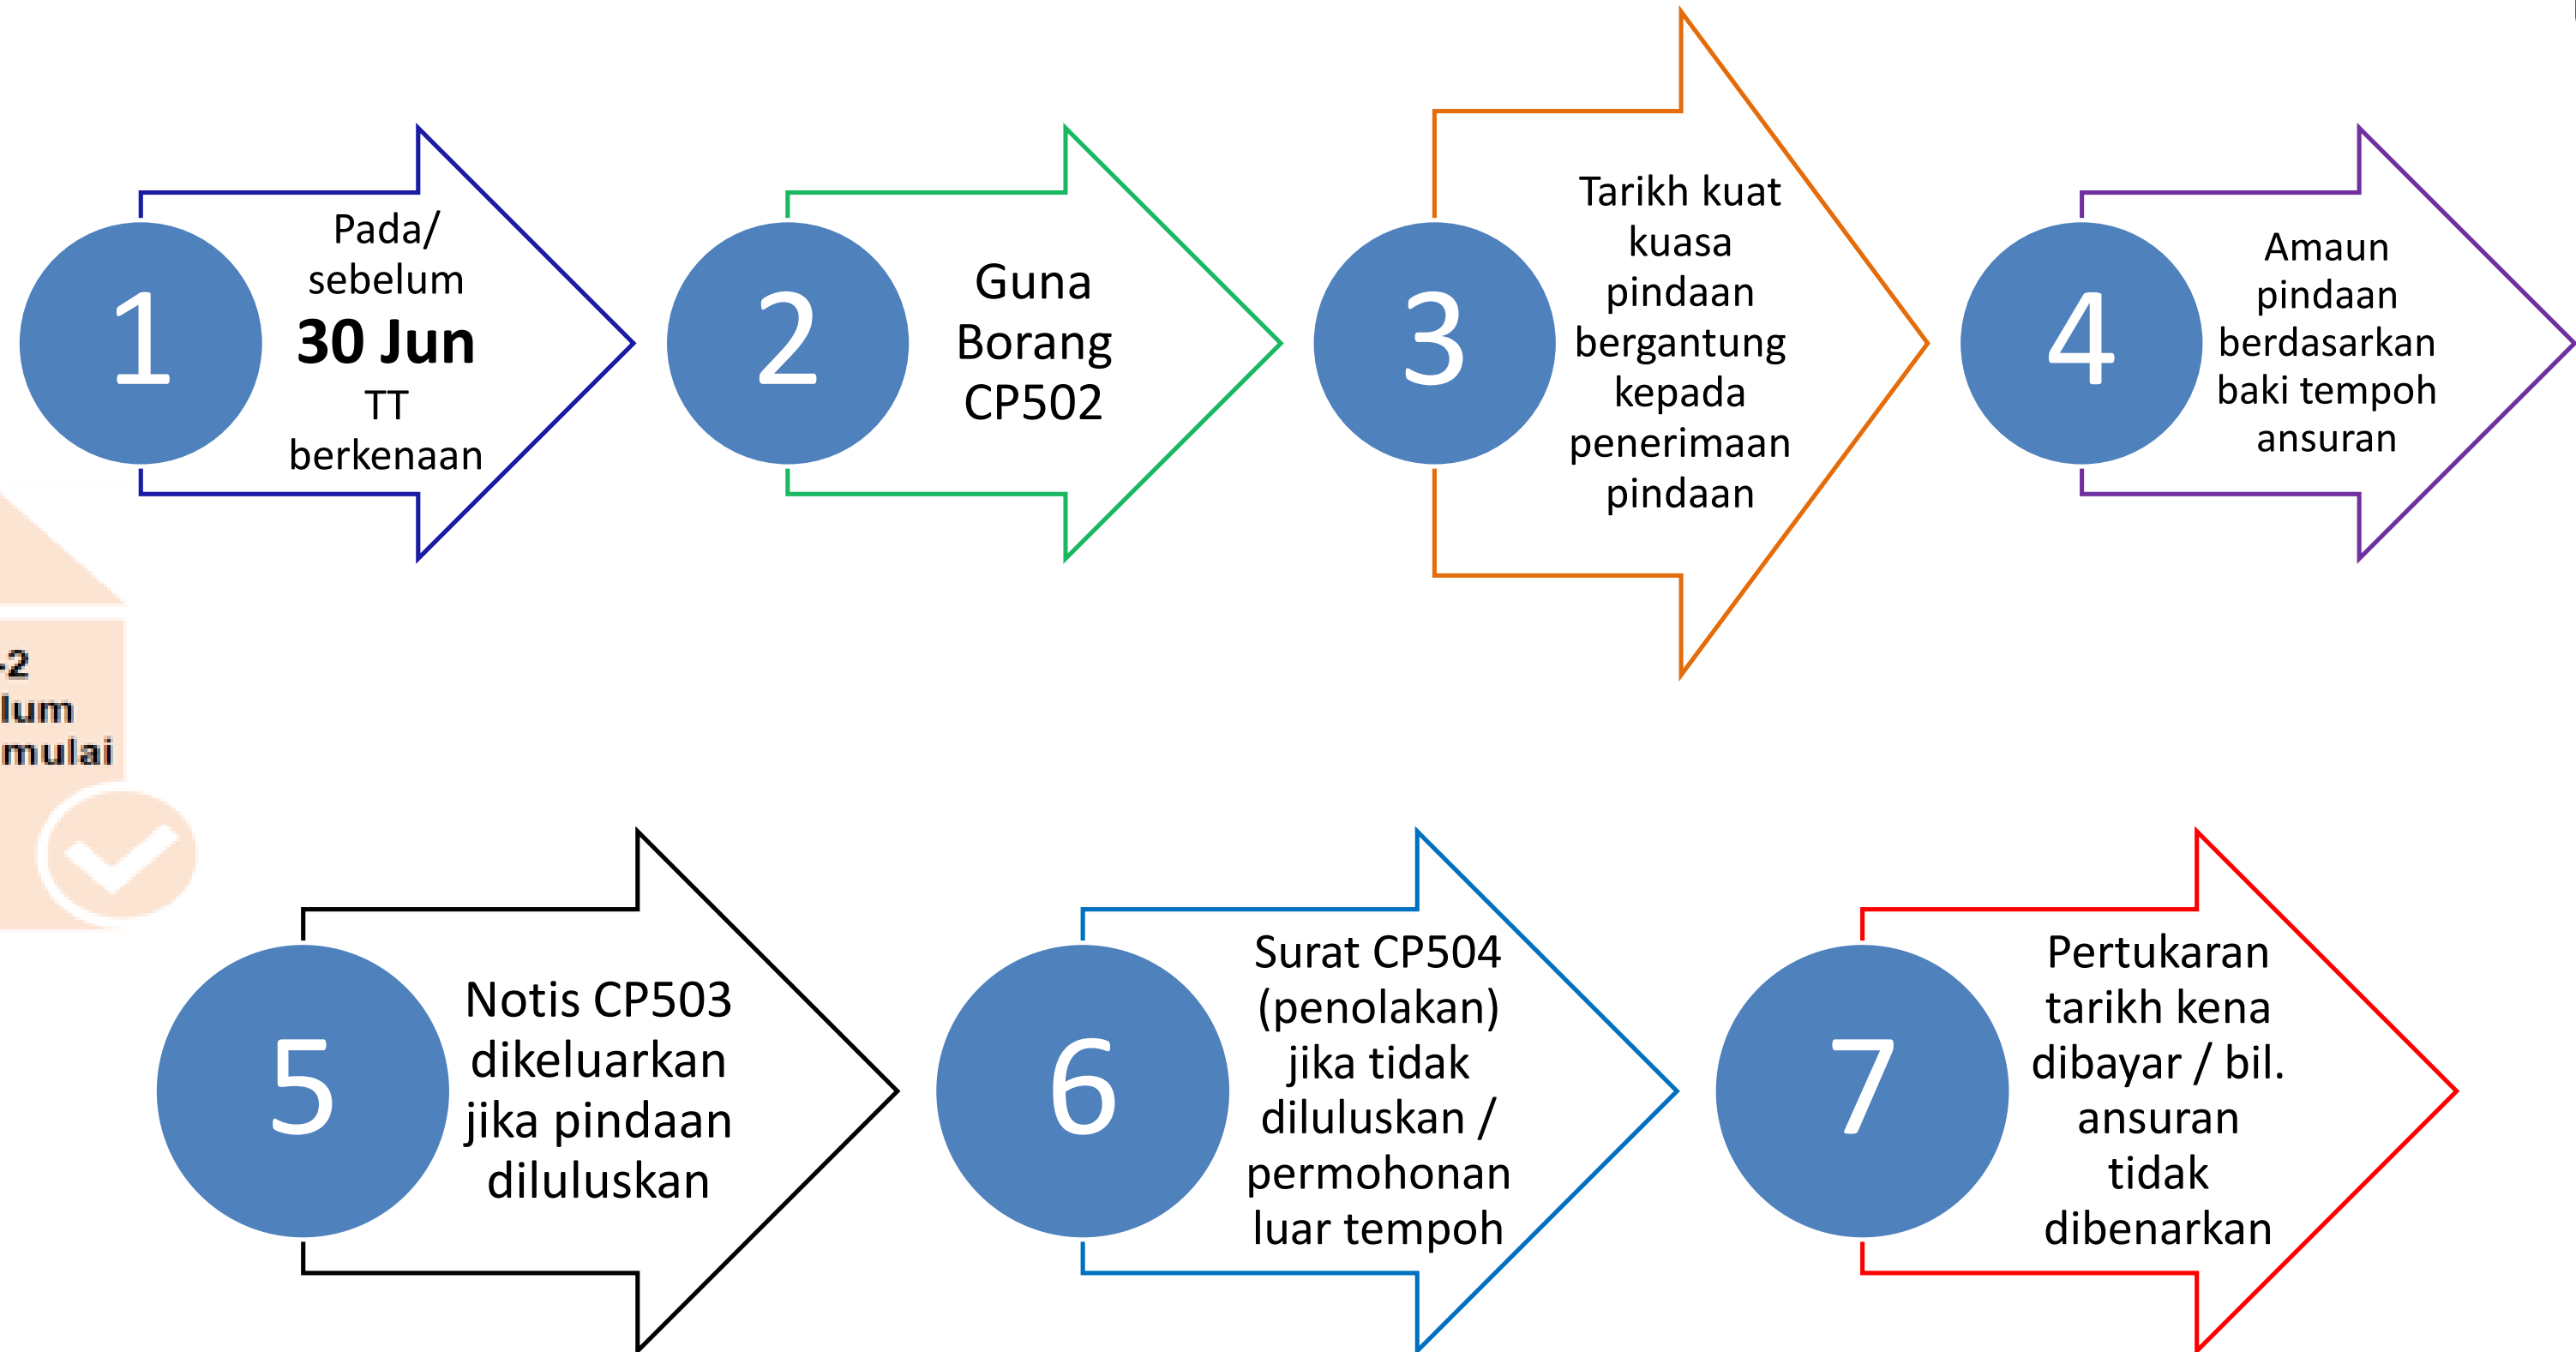 1
Pada/
sebelum
30 Jun
TT
berkenaan
2
Guna
Borang
CP502
3
Tarikh kuat
kuasa
pindaan
bergantung
kepada
penerimaan
pindaan
4
Amaun
pindaan
berdasarkan
baki tempoh
ansuran
-2
lum
mulai
5
Notis CP503
dikeluarkan
jika pindaan
diluluskan
6
Surat CP504
(penolakan)
jika tidak
diluluskan /
permohonan
luar tempoh
7
Pertukaran
tarikh kena
dibayar / bil.
ansuran
tidak
dibenarkan